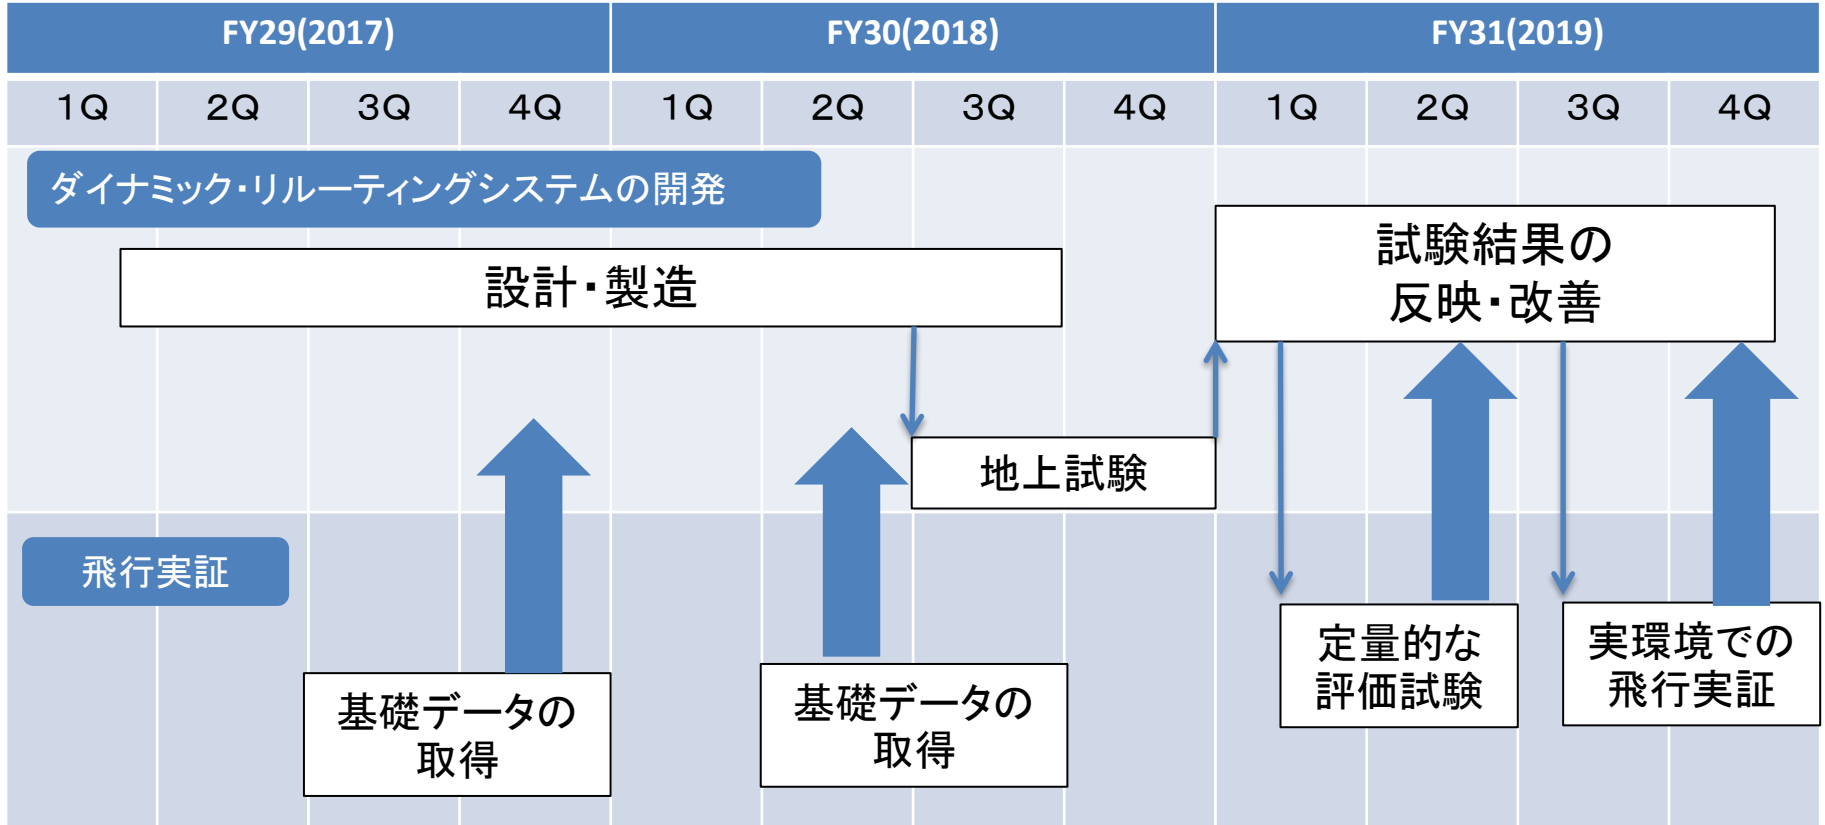 FY29(2017)
FY30(2018)
FY31(2019)
1Q
2Q
3Q
4Q
1Q
2Q
3Q
4Q
1Q
2Q
3Q
4Q
ダイナミック・リルーティングシステムの開発
設計・製造
試験結果の
反映・改善
地上試験
飛行実証
基礎データの
取得
基礎データの
取得
定量的な
評価試験
実環境での
飛行実証